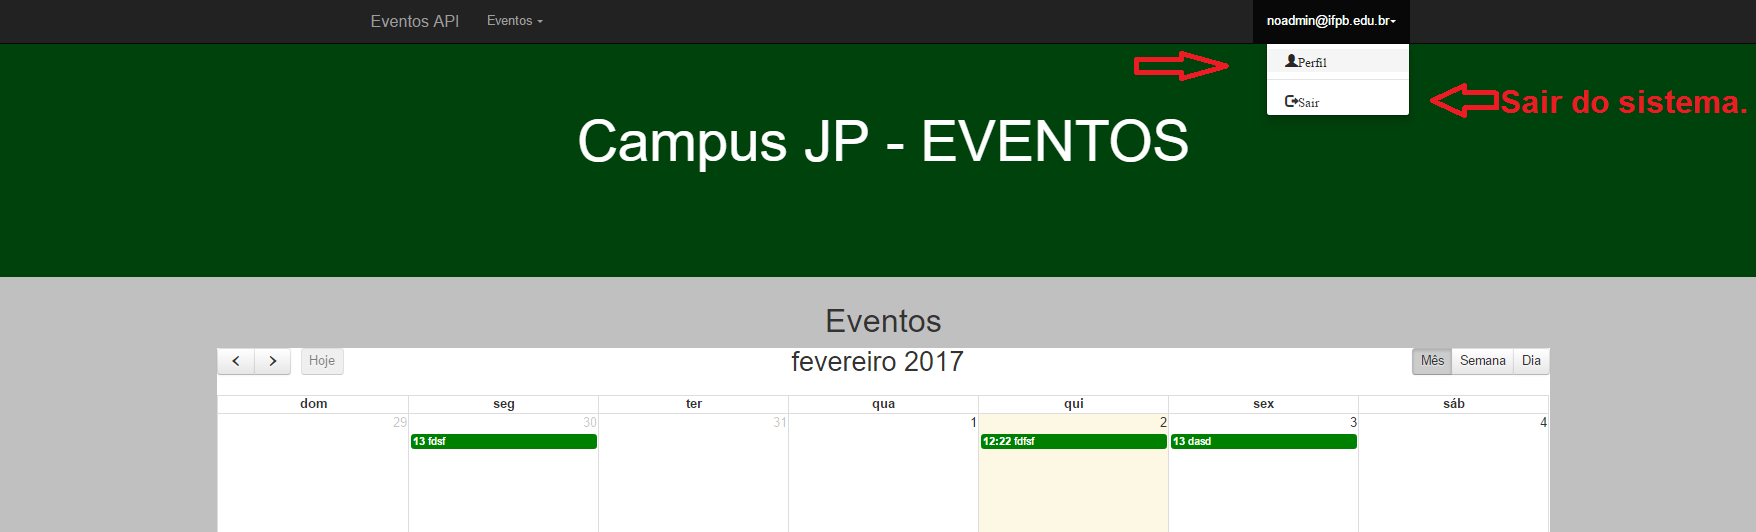 Eventos API Eventos noadmin@ifpb.edu.br
Perfil
Sair
Sair do sistema.
Campus JP - EVENTOS
Eventos
Hoje fevereiro 2017 Mês Semana Dia
dom seg ter qua qui sex sáb
29 30 31 1 2 3 4
13 fdsf 12:22 fdfsf 13 dasd